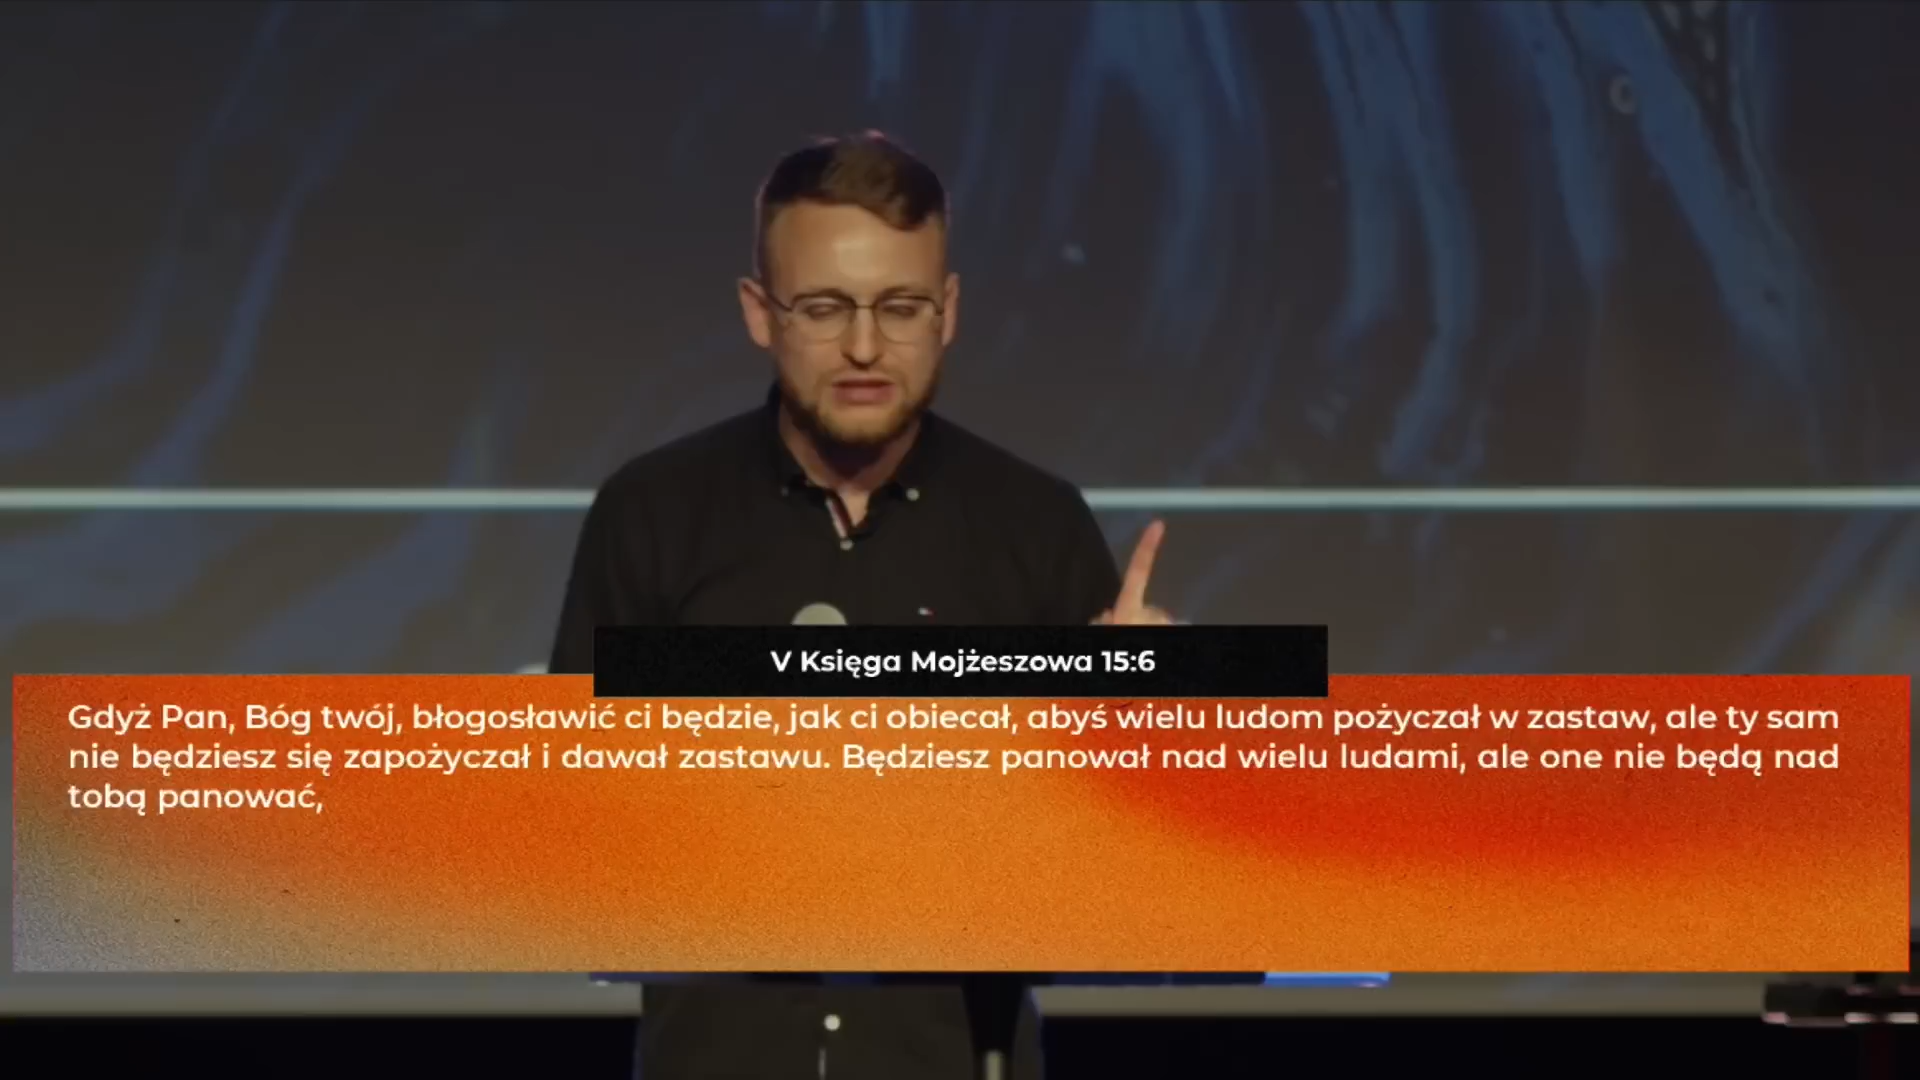 V Księga Mojżeszowa 15:6
Gdyż Pan, Bóg twój, błogosławić ci będzie, jak ci obiecał, abyś wielu ludom pożyczał w zastaw, ale ty sam
nie będziesz się zapożyczał i dawał zastawu. Będziesz panował nad wielu ludami, ale one nie będą nad
tobą panować,